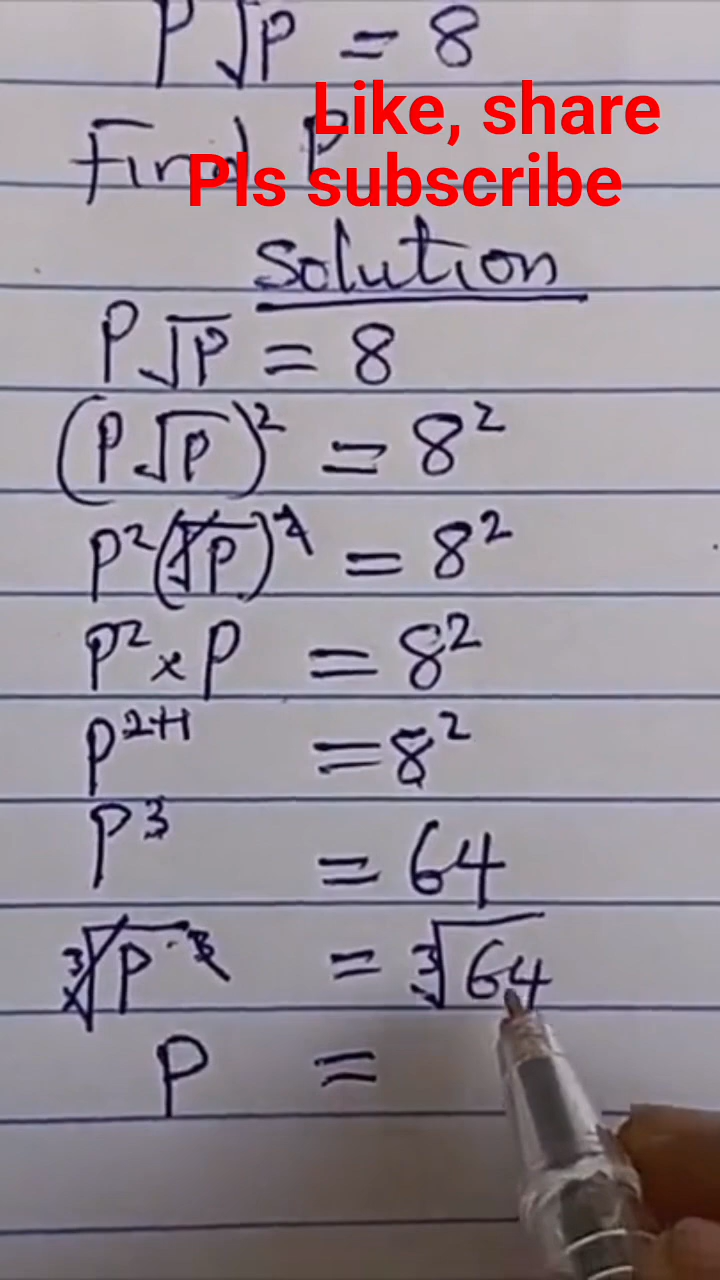 P√P = 8
Like, share
Find P
Pls subscribe
Solution
P√P = 8
(P√P)² = 8²
P²(√P)² = 8²
P² × P = 8²
P²⁺¹ = 8²
P³ = 64
∛P³ = ∛64
P =